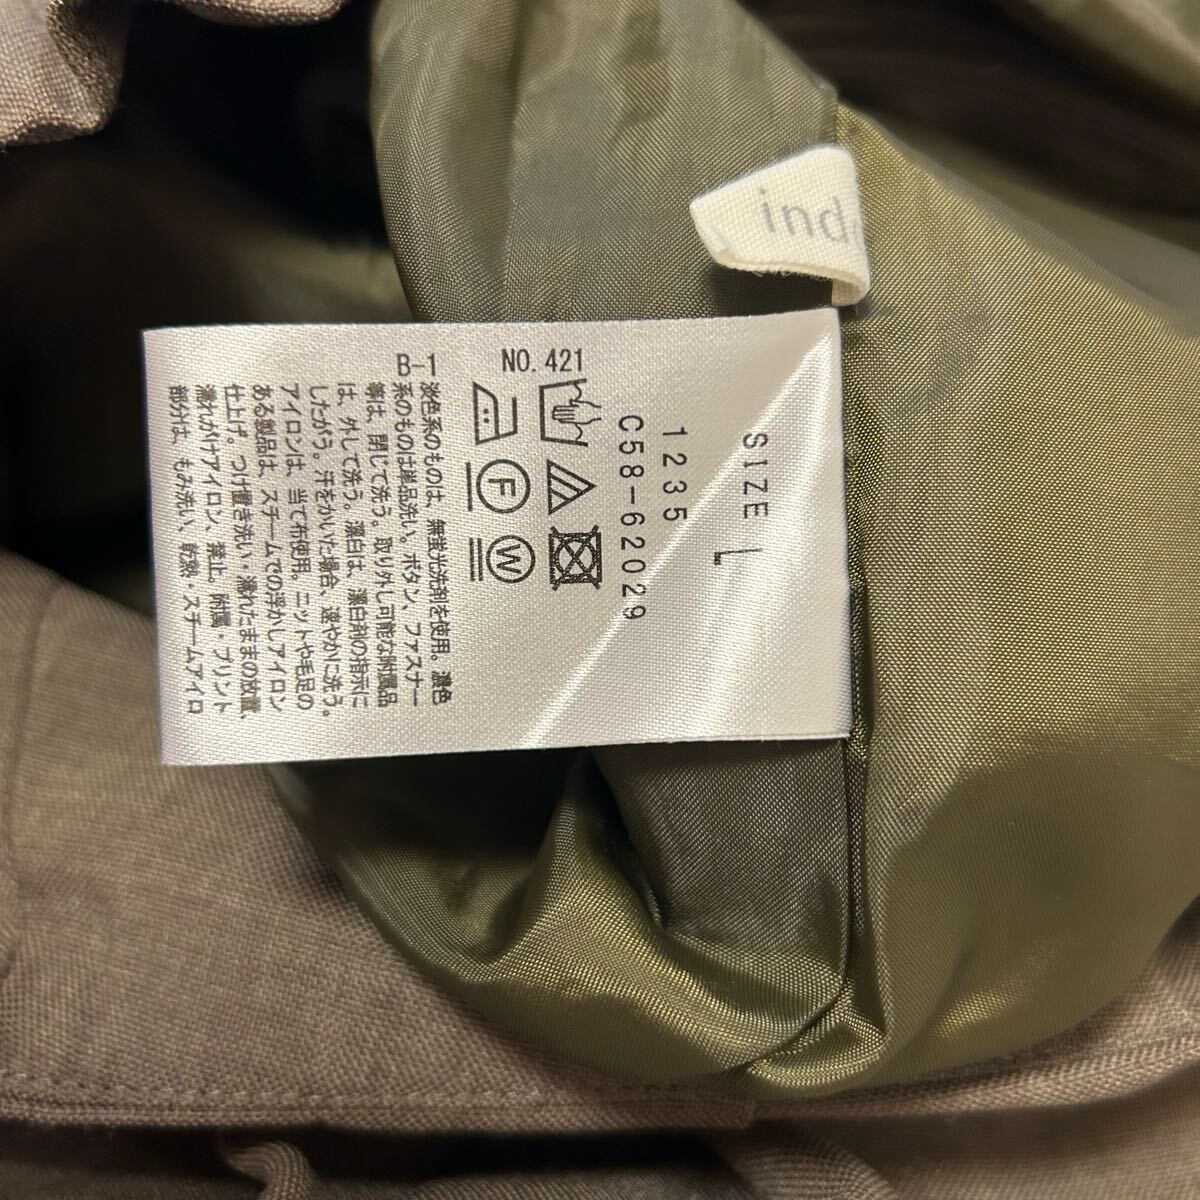 ind
SIZE L
1235
C58-62029
NO. 421
F
W
B-1
淡色系のものは、無蛍光洗剤を使用。濃色
系のものは単品洗い。ボタン、ファスナー
等は、閉じて洗う。取り外し可能な附属品
は、外して洗う。漂白は、漂白剤の指示に
したがう。汗をかいた場合、速やかに洗う。
アイロンは、当て布使用。ニットや毛足の
ある製品は、スチームでの浮かしアイロン
仕上げ。つけ置き洗い・濡れたままの放置、
濡れがけアイロン、禁止。附属・プリント
部分は、もみ洗い、乾熱・スチームアイロ